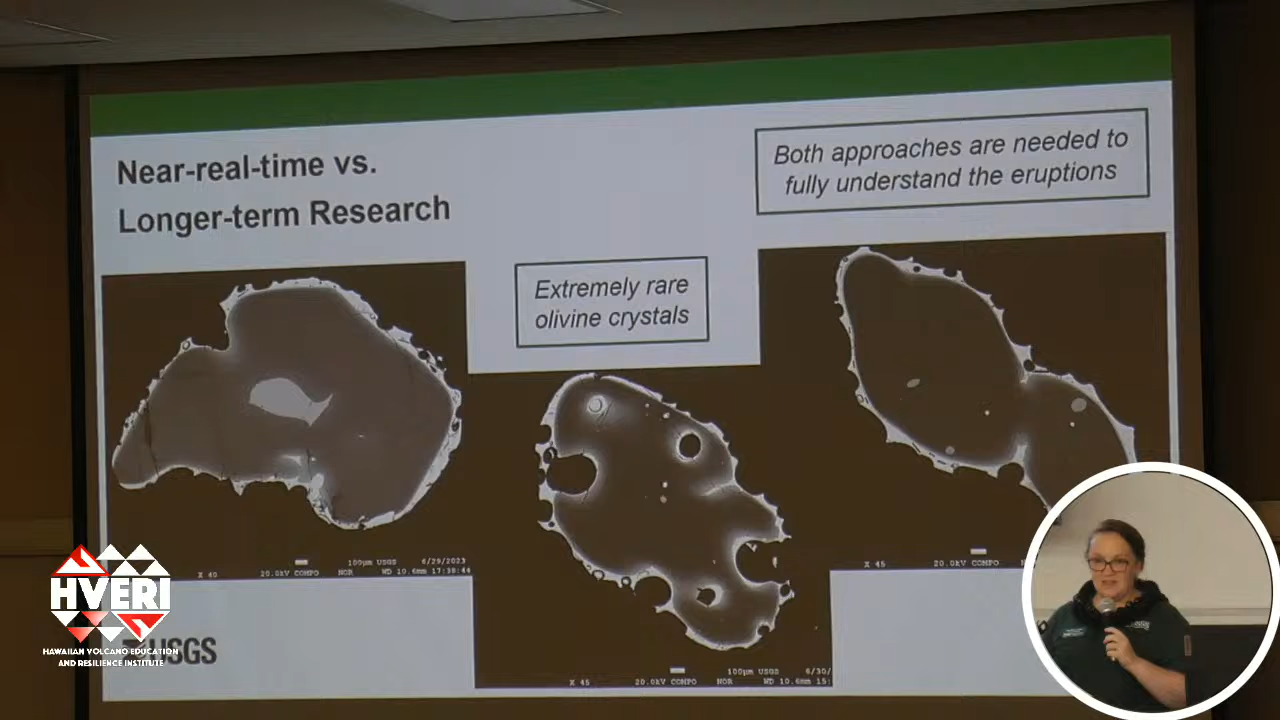 Near-real-time vs.
Longer-term Research
Both approaches are needed to
fully understand the eruptions
Extremely rare
olivine crystals
100μm USGS 6/29/2023
X 40 20.0kV COMPO NOR WD 10.6mm 17:38:44
100μm USGS 6/30/
X 45 20.0kV COMPO NOR WD 10.6mm 15:
X 45 20.0kV COMPO
HVERI
HAWAIIAN VOLCANO EDUCATION
AND RESILIENCE INSTITUTE
USGS